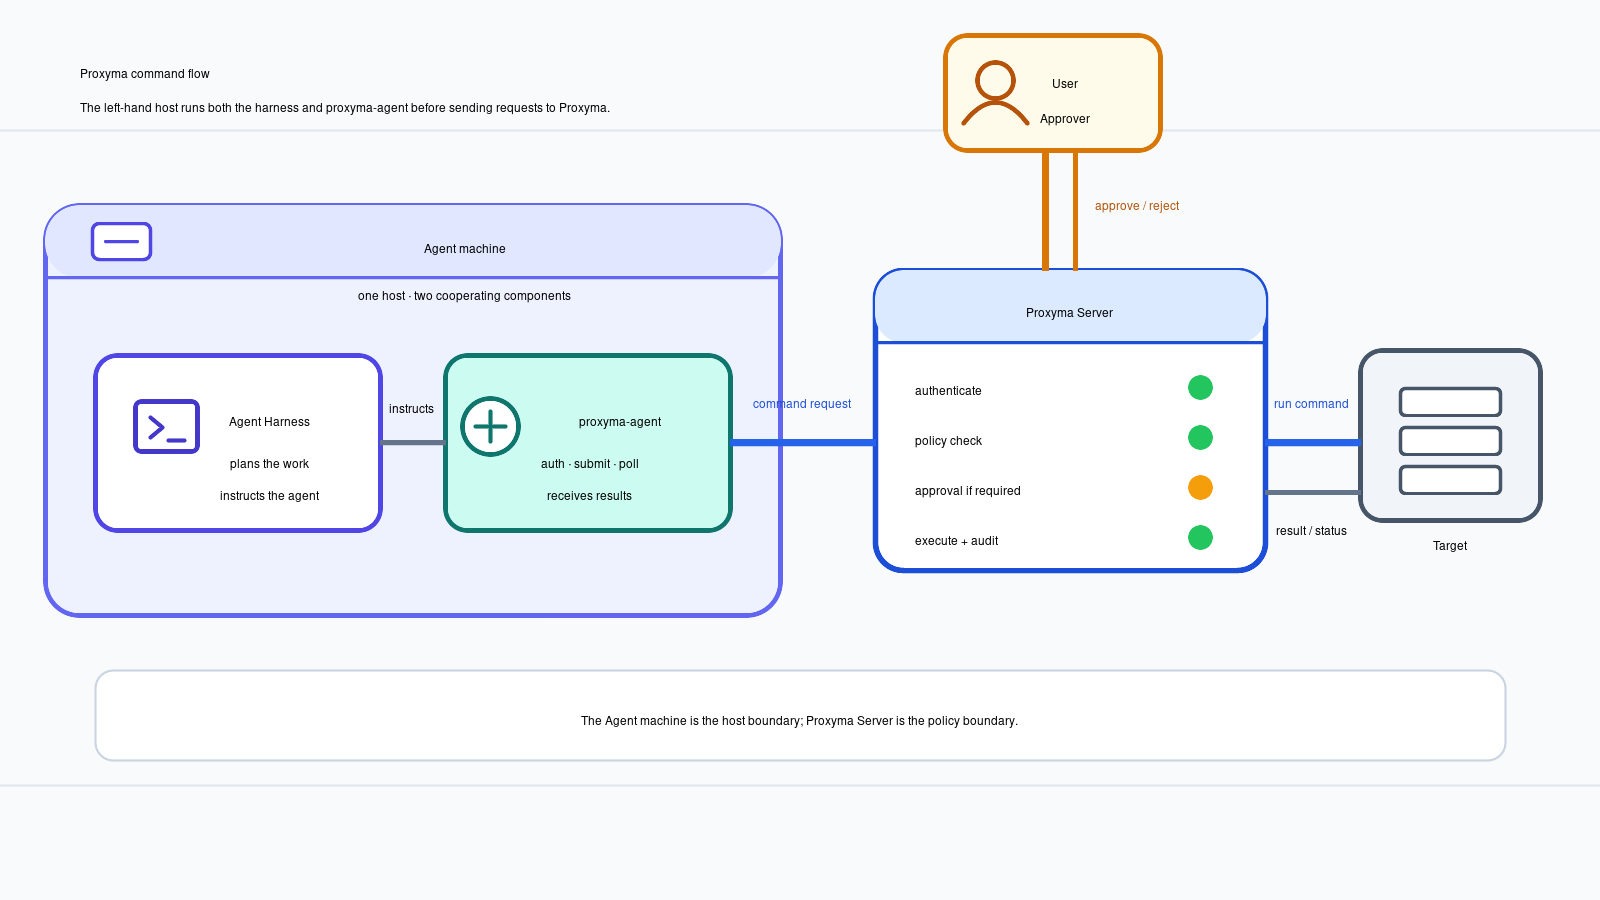 Proxyma command flow
The left-hand host runs both the harness and proxyma-agent before sending requests to Proxyma.
User
Approver
approve / reject
Agent machine
one host · two cooperating components
Agent Harness
plans the work
instructs the agent
instructs
proxyma-agent
auth · submit · poll
receives results
command request
Proxyma Server
authenticate
policy check
approval if required
execute + audit
run command
result / status
Target
The Agent machine is the host boundary; Proxyma Server is the policy boundary.